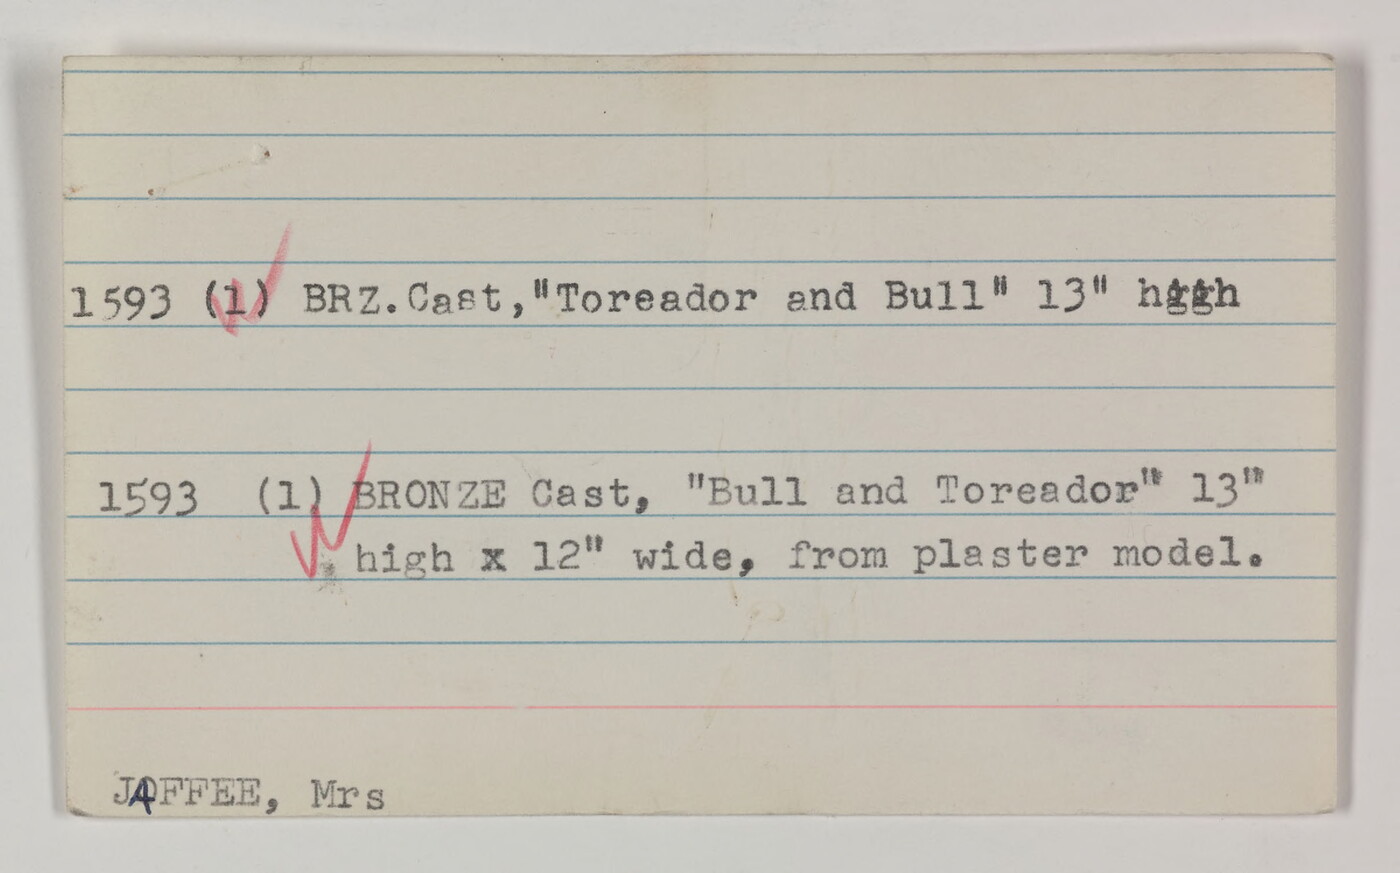 1593 (1) BRZ.Cast,"Toreador and Bull" 13" high
1593 (1) BRONZE Cast, "Bull and Toreador" 13"
high x 12" wide, from plaster model.
JAFFEE, Mrs